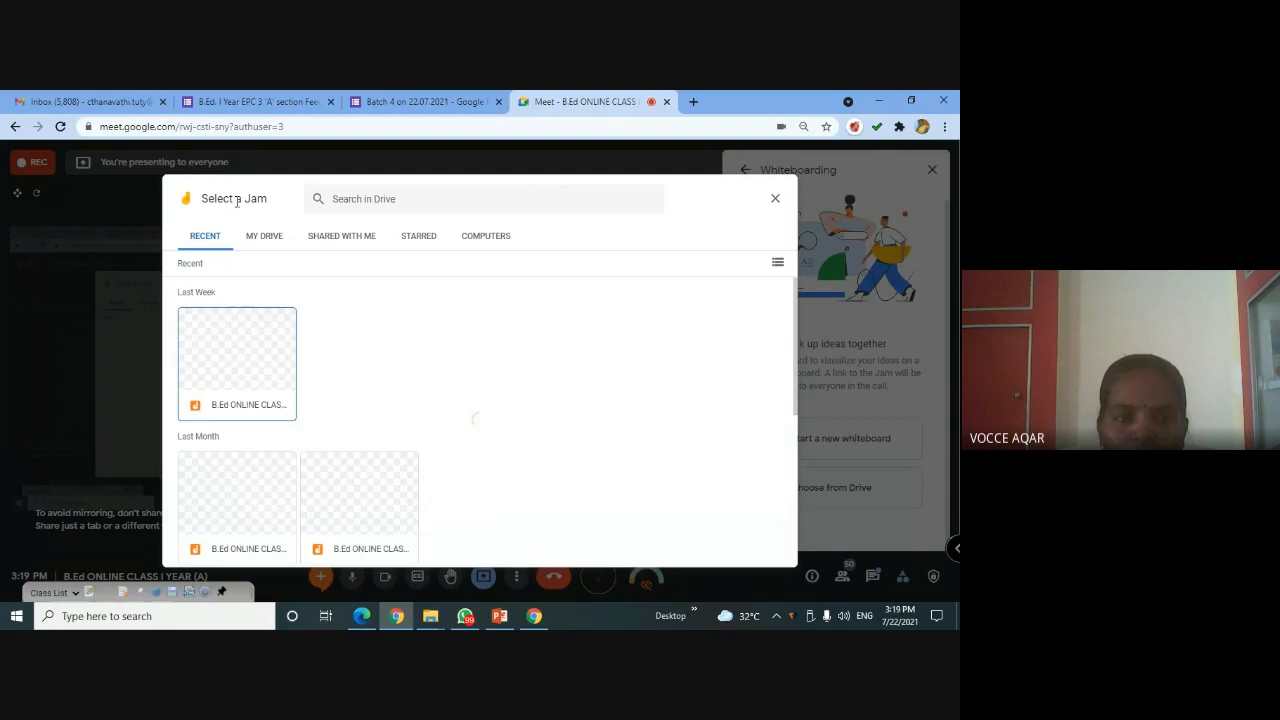 Inbox (5,808) - cthanavathi.tuty@
B.Ed. I Year EPC 3 'A' section Fee
Batch 4 on 22.07.2021 - Google
Meet - B.Ed ONLINE CLASS
meet.google.com/rwj-csti-sny?authuser=3
REC
You're presenting to everyone
Whiteboarding
Select a Jam
Search in Drive
RECENT
MY DRIVE
SHARED WITH ME
STARRED
COMPUTERS
Recent
Last Week
B.Ed ONLINE CLAS...
Last Month
B.Ed ONLINE CLAS...
B.Ed ONLINE CLAS...
k up ideas together
rd to visualize your ideas on a
board. A link to the Jam will be
to everyone in the call.
tart a new whiteboard
hoose from Drive
To avoid mirroring, don't share
Share just a tab or a different
3:19 PM
B.Ed ONLINE CLASS I YEAR (A)
50
Class List
Type here to search
99
Desktop
32°C
ENG
3:19 PM
7/22/2021
VOCCE AQAR